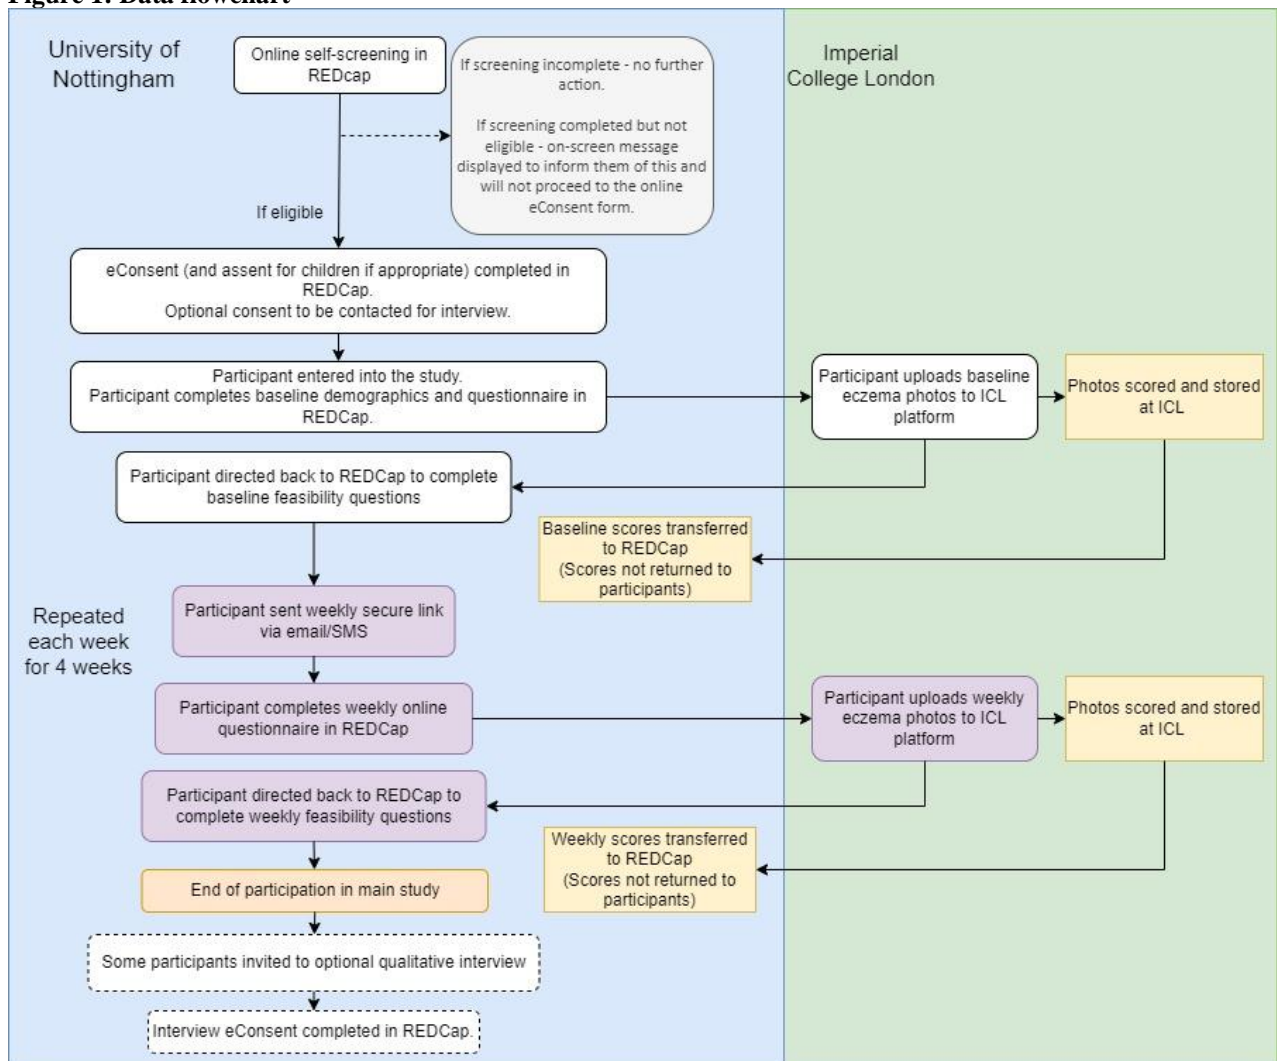 Figure 1: Data flowchart
University of
Nottingham
Online self-screening in
REDcap
If screening incomplete - no further
action.
If screening completed but not
eligible - on-screen message
displayed to inform them of this and
will not proceed to the online
eConsent form.
Imperial
College London
If eligible
eConsent (and assent for children if appropriate) completed in
REDCap.
Optional consent to be contacted for interview.
Participant entered into the study.
Participant completes baseline demographics and questionnaire in
REDCap.
Participant uploads baseline
eczema photos to ICL
platform
Photos scored and stored
at ICL
Participant directed back to REDCap to complete
baseline feasibility questions
Baseline scores transferred
to REDCap
(Scores not returned to
participants)
Repeated
each week
for 4 weeks
Participant sent weekly secure link
via email/SMS
Participant completes weekly online
questionnaire in REDCap
Participant uploads weekly
eczema photos to ICL
platform
Photos scored and stored
at ICL
Participant directed back to REDCap to
complete weekly feasibility questions
Weekly scores transferred
to REDCap
(Scores not returned to
participants)
End of participation in main study
Some participants invited to optional qualitative interview
Interview eConsent completed in REDCap.